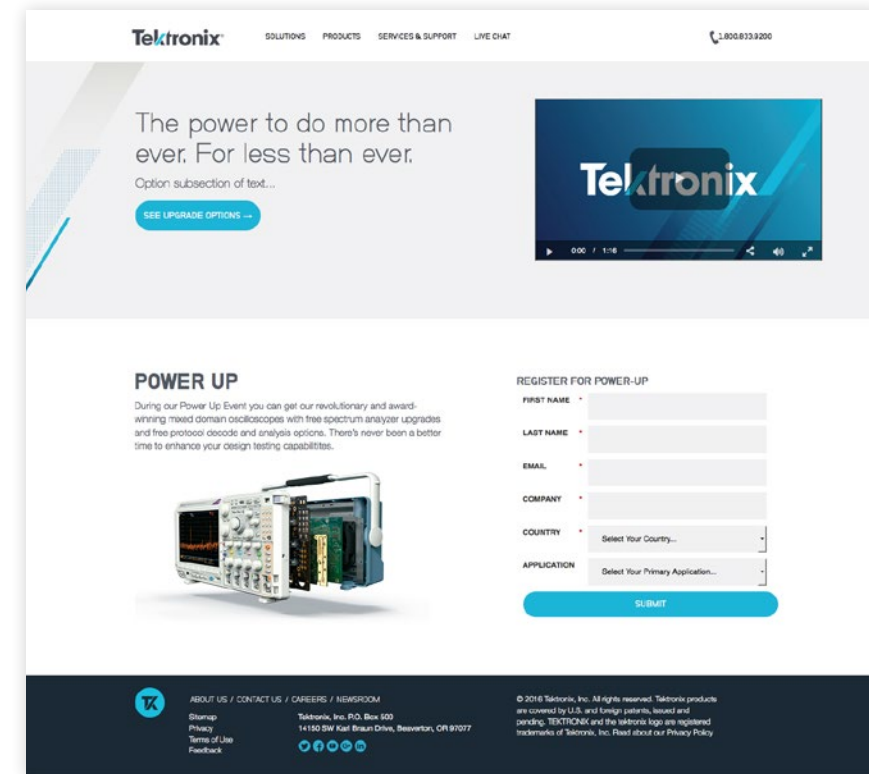 Tektronix
SOLUTIONS PRODUCTS SERVICES & SUPPORT LIVE CHAT
1.800.833.9200
The power to do more than
ever. For less than ever.
Option subsection of text...
SEE UPGRADE OPTIONS →
Tektronix
0:00 / 1:16
POWER UP
During our Power Up Event you can get our revolutionary and award-
winning mixed domain oscilloscopes with free spectrum analyzer upgrades
and free protocol decode and analysis options. There's never been a better
time to enhance your design testing capabilitites.
REGISTER FOR POWER-UP
FIRST NAME *
LAST NAME *
EMAIL *
COMPANY *
COUNTRY * Select Your Country...
APPLICATION Select Your Primary Application...
SUBMIT
TK
ABOUT US / CONTACT US / CAREERS / NEWSROOM
Sitemap
Privacy
Terms of Use
Feedback
Tektronix, Inc. P.O. Box 500
14150 SW Karl Braun Drive, Beaverton, OR 97077
© 2016 Tektronix, Inc. All rights reserved. Tektronix products
are covered by U.S. and foreign patents, issued and
pending. TEKTRONIX and the tektronix logo are registered
trademarks of Tektronix, Inc. Read about our Privacy Policy